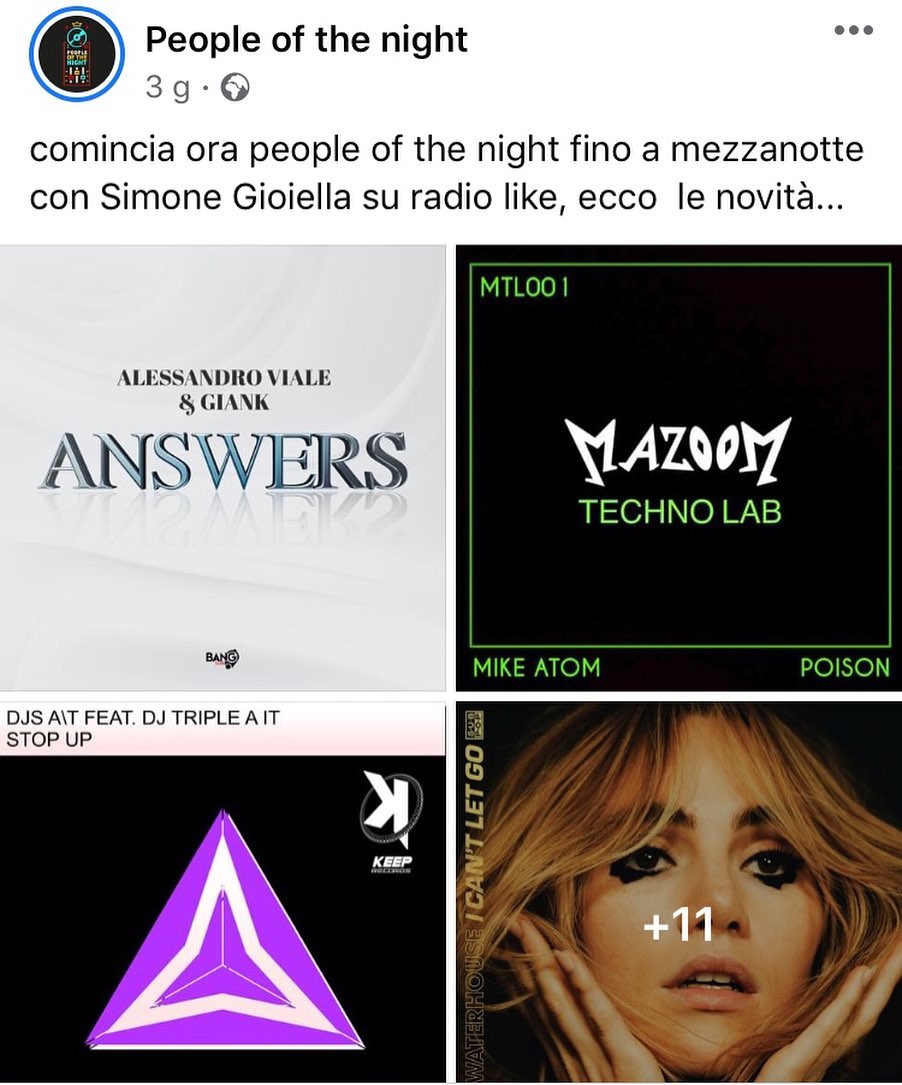 People of the night
3 g ·
comincia ora people of the night fino a mezzanotte
con Simone Gioiella su radio like, ecco  le novità...
ALESSANDRO VIALE
& GIANK
ANSWERS
BANG
MTL001
MAZOOM
TECHNO LAB
MIKE ATOM
POISON
DJS A\T FEAT. DJ TRIPLE A IT
STOP UP
KEEP
RECORDS
SUB
POP
WATERHOUSE I CAN'T LET GO
+11